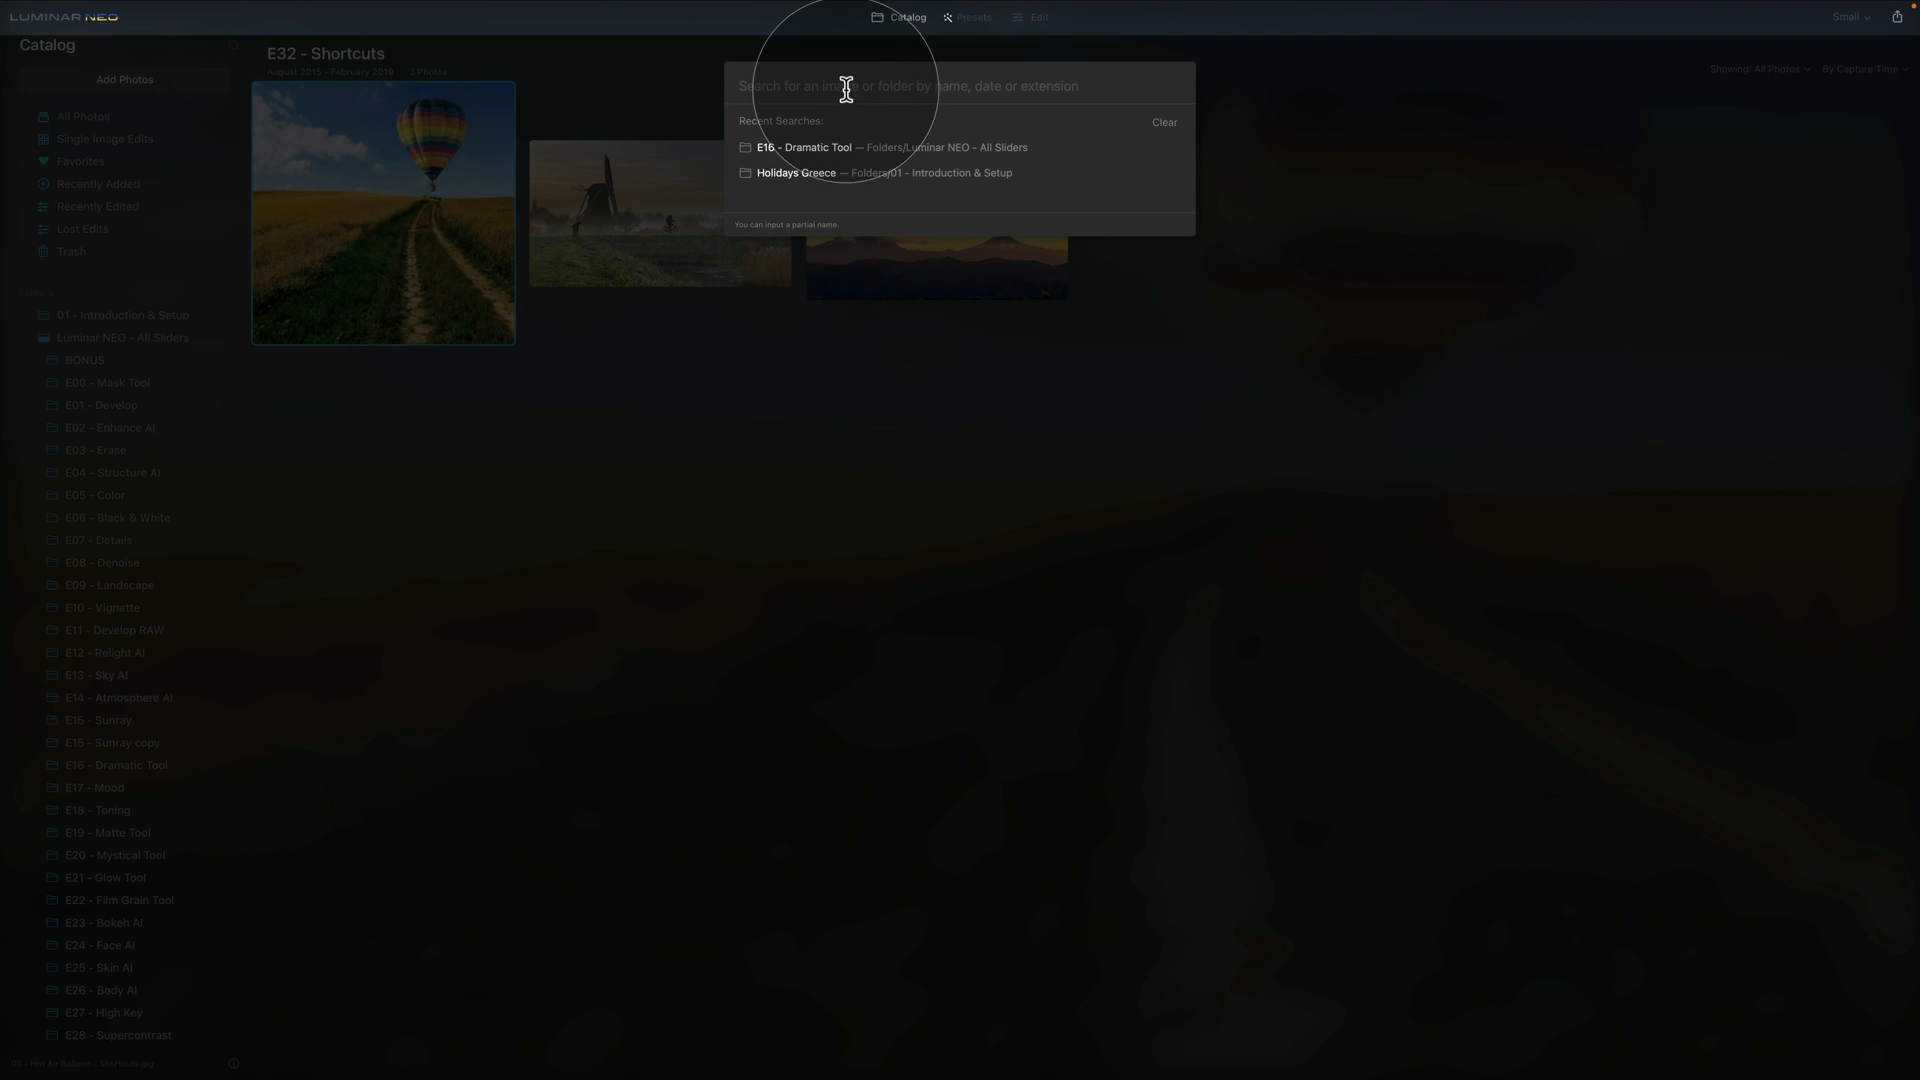 LUMINAR NEO
Catalog
Presets
Edit
Small
Catalog
Add Photos
All Photos
Single Image Edits
Favorites
Recently Added
Recently Edited
Lost Edits
Trash
Folders
01 - Introduction & Setup
Luminar NEO - All Sliders
BONUS
E00 - Mask Tool
E01 - Develop
E02 - Enhance AI
E03 - Erase
E04 - Structure AI
E05 - Color
E06 - Black & White
E07 - Details
E08 - Denoise
E09 - Landscape
E10 - Vignette
E11 - Develop RAW
E12 - Relight AI
E13 - Sky AI
E14 - Atmosphere AI
E15 - Sunray
E15 - Sunray copy
E16 - Dramatic Tool
E17 - Mood
E18 - Toning
E19 - Matte Tool
E20 - Mystical Tool
E21 - Glow Tool
E22 - Film Grain Tool
E23 - Bokeh AI
E24 - Face AI
E25 - Skin AI
E26 - Body AI
E27 - High Key
E28 - Supercontrast
03 - Hot Air Balloon - Shortcuts.jpg
E32 - Shortcuts
August 2015 - February 2019 3 Photos
Showing: All Photos
By Capture Time
Search for an image or folder by name, date or extension
Recent Searches:
Clear
E16 - Dramatic Tool — Folders/Luminar NEO - All Sliders
Holidays Greece — Folders/01 - Introduction & Setup
You can input a partial name.